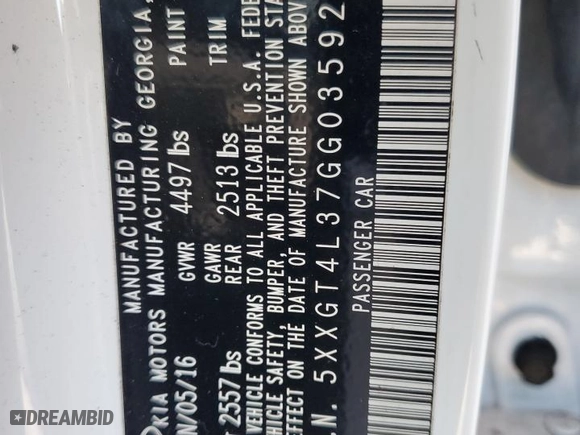 MANUFACTURED BY
KIA MOTORS MANUFACTURING GEORGIA,
05/16 GVWR 4497 lbs PAINT
2557 lbs GAWR REAR 2513 lbs TRIM
VEHICLE CONFORMS TO ALL APPLICABLE U.S.A. FEDE
HICLE SAFETY, BUMPER, AND THEFT PREVENTION STA
EFFECT ON THE DATE OF MANUFACTURE SHOWN ABOV
.N. 5XXGT4L37GG03592
PASSENGER CAR
DREAMBID